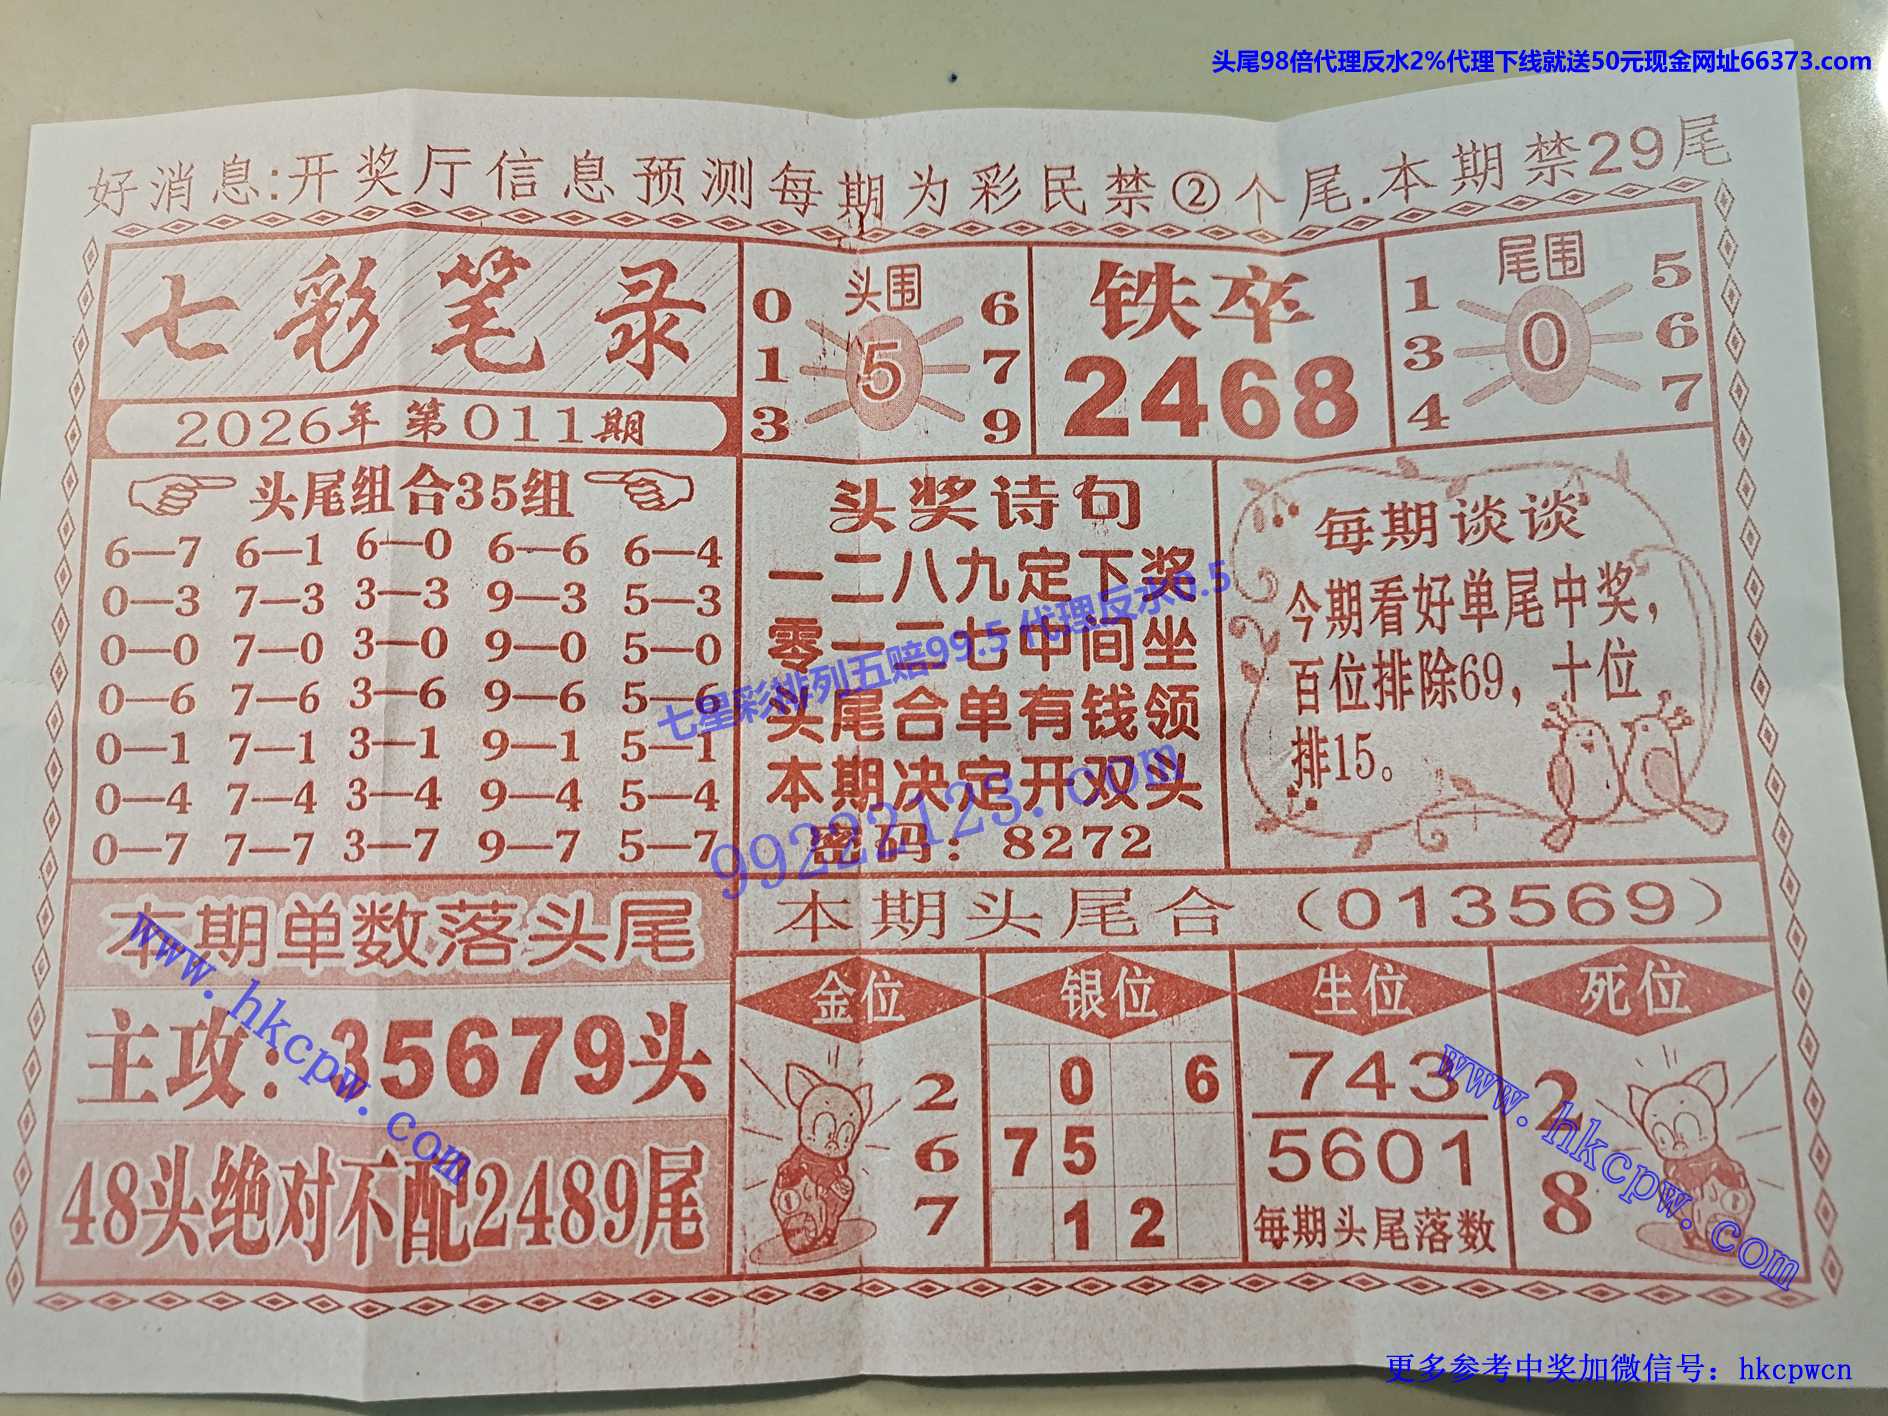 头尾98倍代理反水2%代理下线就送50元现金网址66373.com
好消息:开奖厅信息预测每期为彩民禁②个尾.本期禁29尾
七彩笔录
2026年第011期
头围
0 6
1 5 7
3 9
铁卒
2468
尾围
1 5
3 0 6
4 7
头尾组合35组
6—7 6—1 6—0 6—6 6—4
0—3 7—3 3—3 9—3 5—3
0—0 7—0 3—0 9—0 5—0
0—6 7—6 3—6 9—6 5—6
0—1 7—1 3—1 9—1 5—1
0—4 7—4 3—4 9—4 5—4
0—7 7—7 3—7 9—7 5—7
头奖诗句
一二八九定下奖
零一二七中间坐
头尾合单有钱领
本期决定开双头
密码:8272
七星彩排列五赔99.5 代理反水0.5
99222123.com
每期谈谈
今期看好单尾中奖,
百位排除69,十位
排15。
本期单数落头尾
主攻:35679头
48头绝对不配2489尾
本期头尾合(013569)
金位
2
6
7
银位
0 6
7 5
1 2
生位
743
5601
每期头尾落数
死位
2
8
www.hkcpw.com
www.hkcpw.com
更多参考中奖加微信号:hkcpwcn